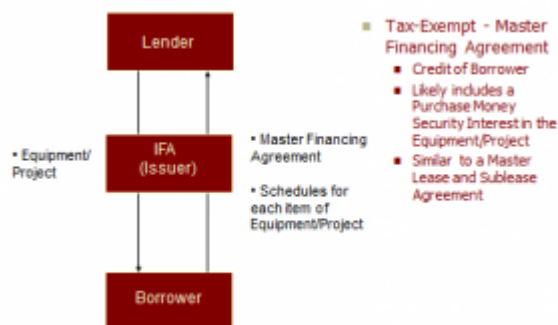 Lender
• Equipment/
Project
IFA
(Issuer)
• Master Financing
Agreement
• Schedules for
each item of
Equipment/Project
Borrower
Tax-Exempt - Master
Financing Agreement
Credit of Borrower
Likely includes a
Purchase Money
Security Interest in the
Equipment/Project
Similar to a Master
Lease and Sublease
Agreement